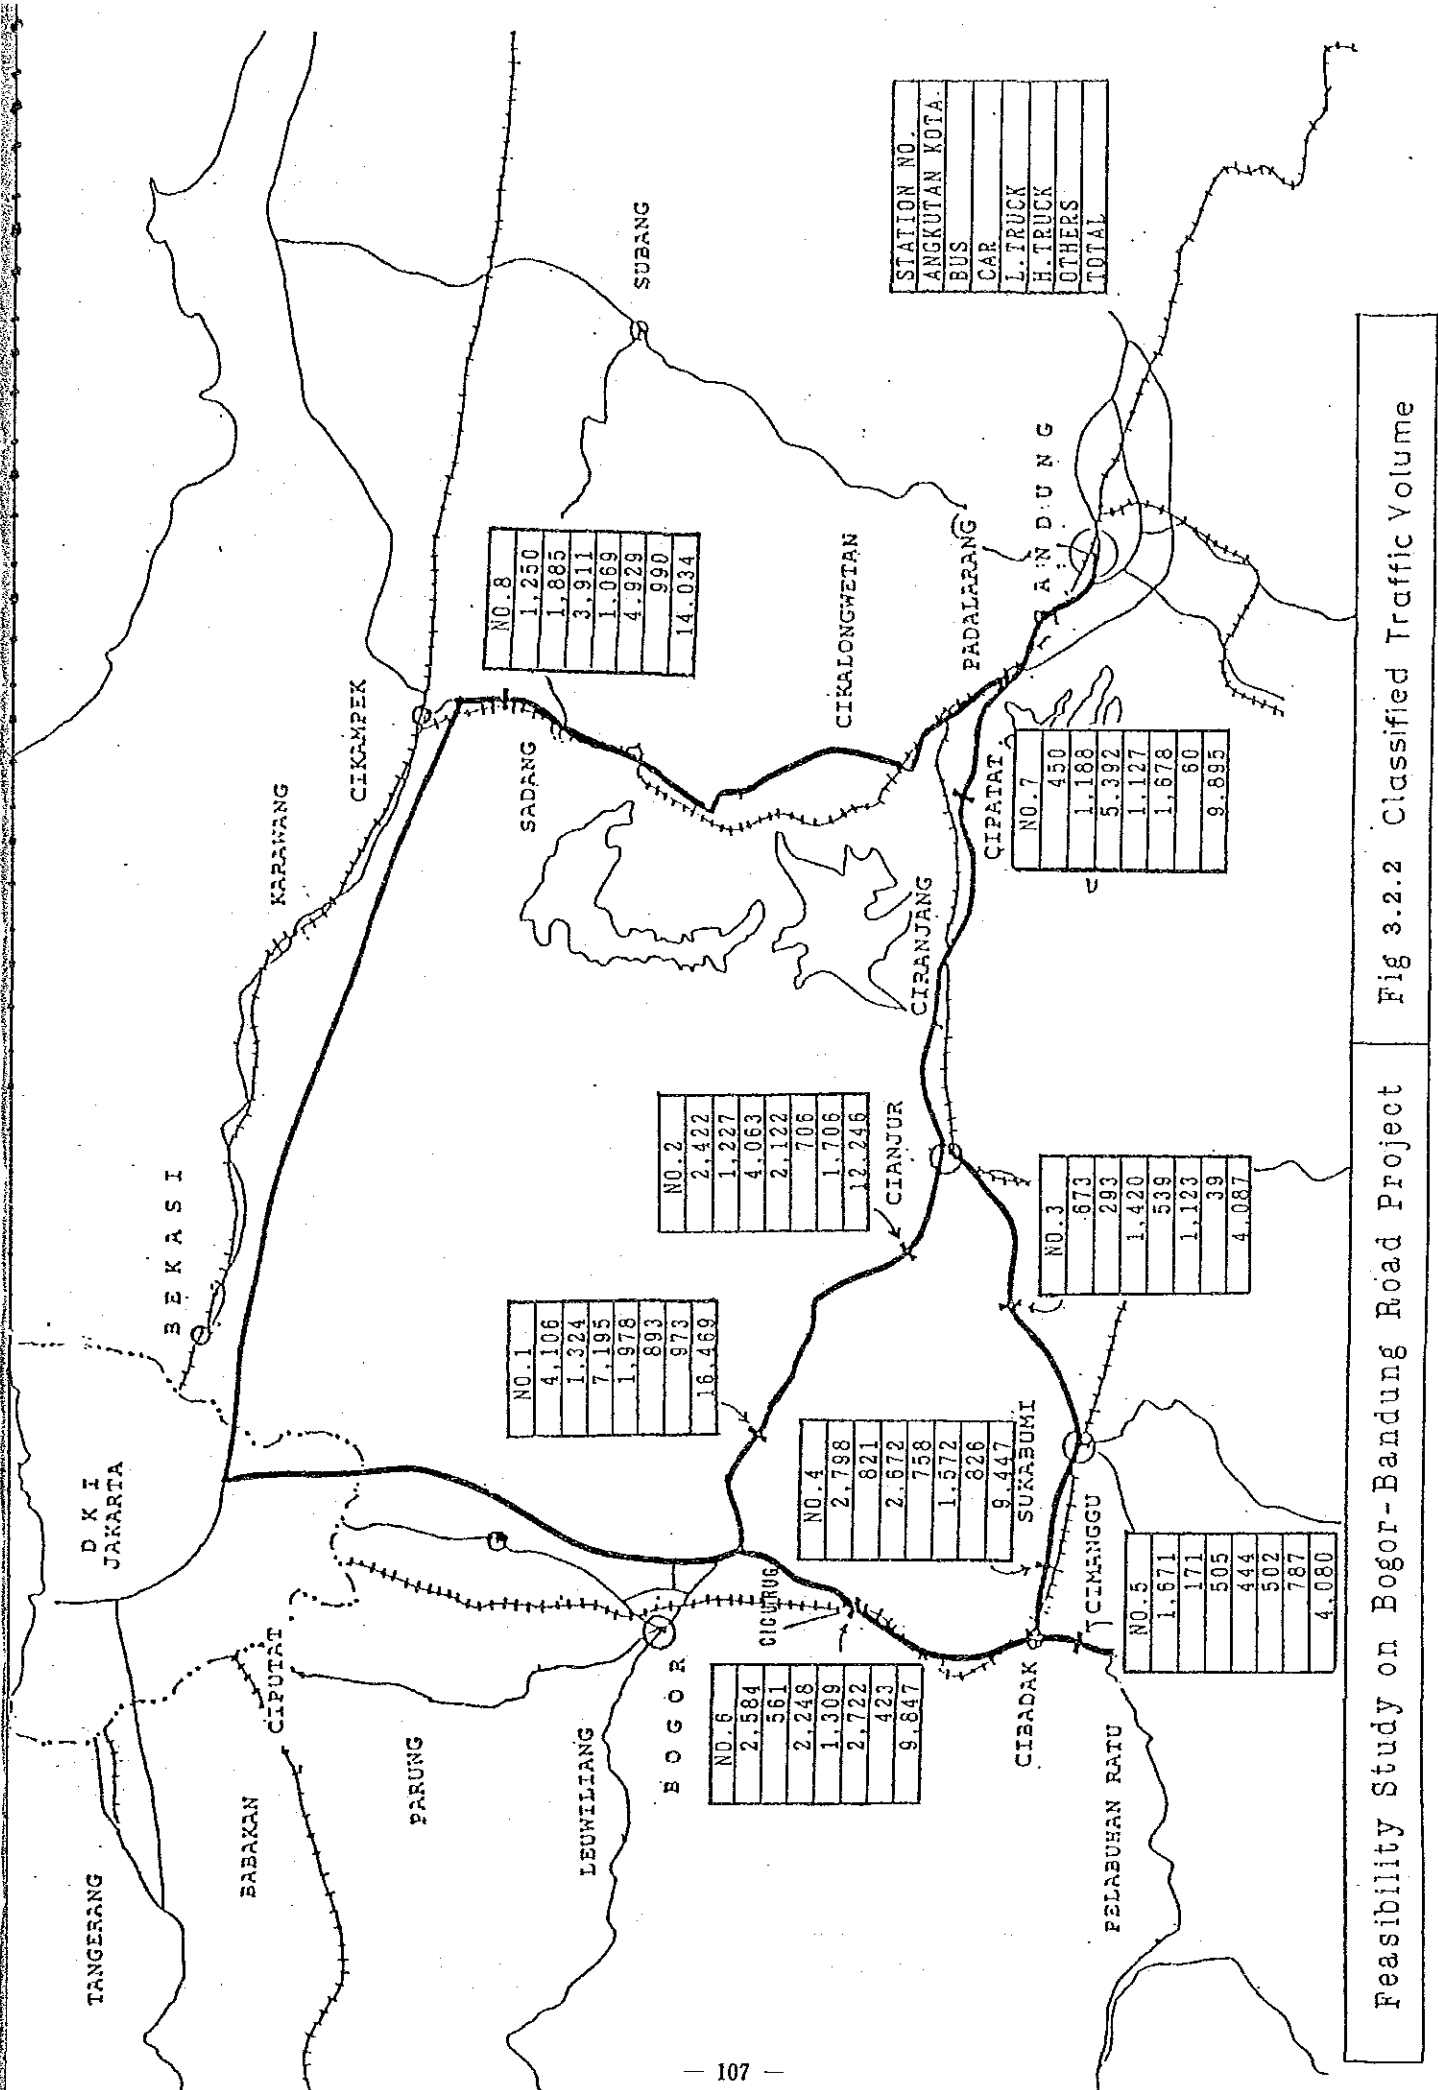 TANGERANG
D K I
JAKARTA
B E K A S I
BABAKAN
CIPUTAT
KARAWANG
CIKAMPEK
PARUNG
SADANG
SUBANG
LEUWILIANG
B O G O R
CICURUG
CIKALONGWETAN
PADALARANG
CIANJUR
CIRANJANG
CIPATAT
CIBADAK
SUKABUMI
CIMANGGU
PELABUHAN RATU
A N D U N G
NO.8
1,250
1,885
3,911
1,069
4,929
990
14,034
STATION NO.
ANGKUTAN KOTA
BUS
CAR
L.TRUCK
H.TRUCK
OTHERS
TOTAL
NO.1
4,106
1,324
7,195
1,978
893
973
16,469
NO.2
2,422
1,227
4,063
2,122
706
1,706
12,246
NO.6
2,584
561
2,248
1,309
2,722
423
9,847
NO.4
2,798
821
2,672
758
1,572
826
9,447
NO.3
673
293
1,420
539
1,123
39
4,087
NO.7
450
1,188
5,392
1,127
1,678
60
9,895
NO.5
1,671
171
505
444
502
787
4,080
Feasibility Study on Bogor-Bandung Road Project
Fig 3.2.2 Classified Traffic Volume
— 107 —